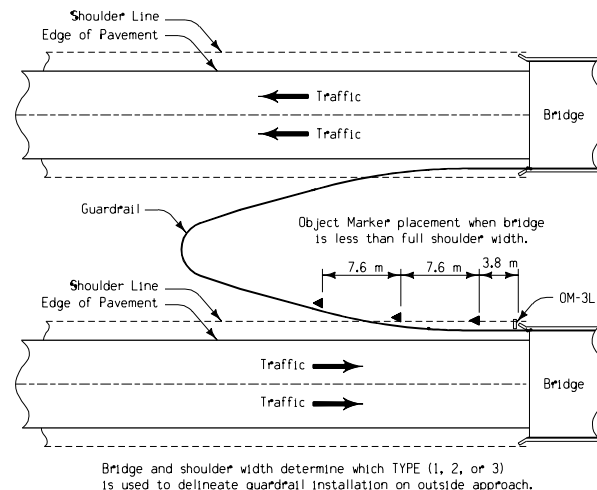 Shoulder Line
Edge of Pavement
Traffic
Traffic
Bridge
Guardrail
Object Marker placement when bridge
is less than full shoulder width.
7.6 m
7.6 m
3.8 m
OM-3L
Shoulder Line
Edge of Pavement
Traffic
Traffic
Bridge
Bridge and shoulder width determine which TYPE (1, 2, or 3)
is used to delineate guardrail installation on outside approach.